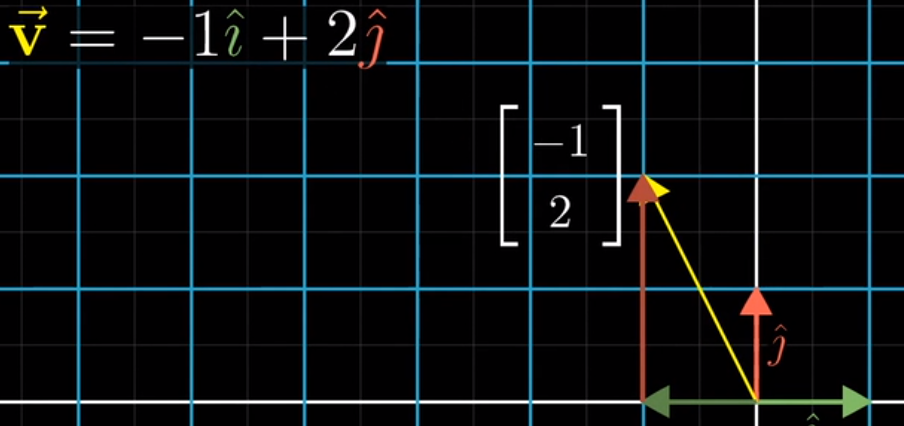 v⃗ = −1î + 2ĵ
[−1
2]
ĵ